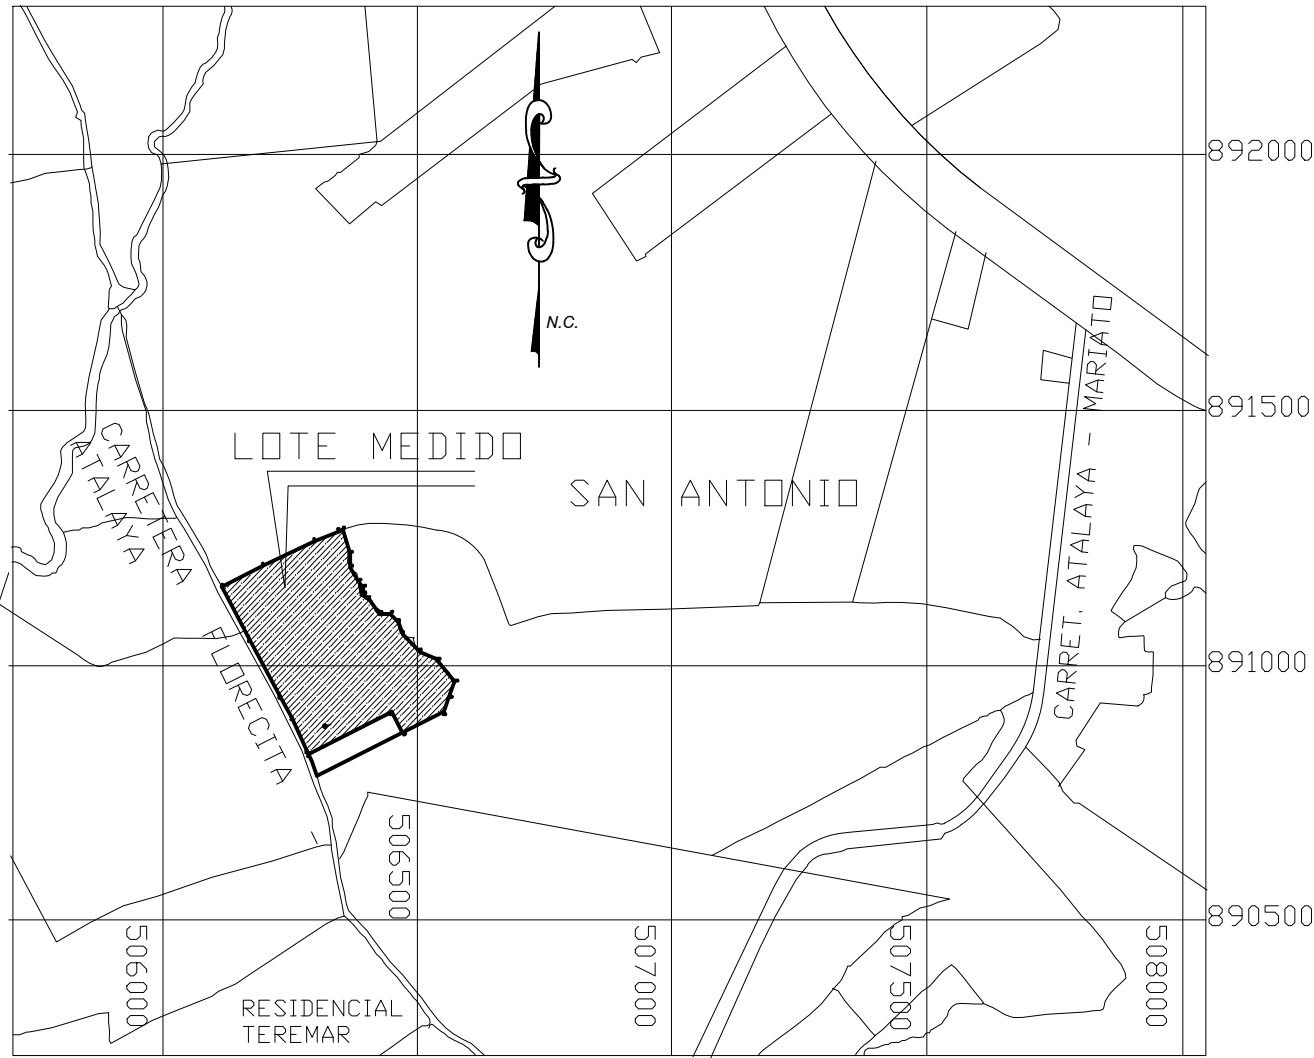 892000
N.C.
891500
LOTE MEDIDO
SAN ANTONIO
CARRETERA
ATALAYA
FLORECITA
CARRET. ATALAYA - MARIATO
891000
890500
506000
506500
507000
507500
508000
RESIDENCIAL
TEREMAR